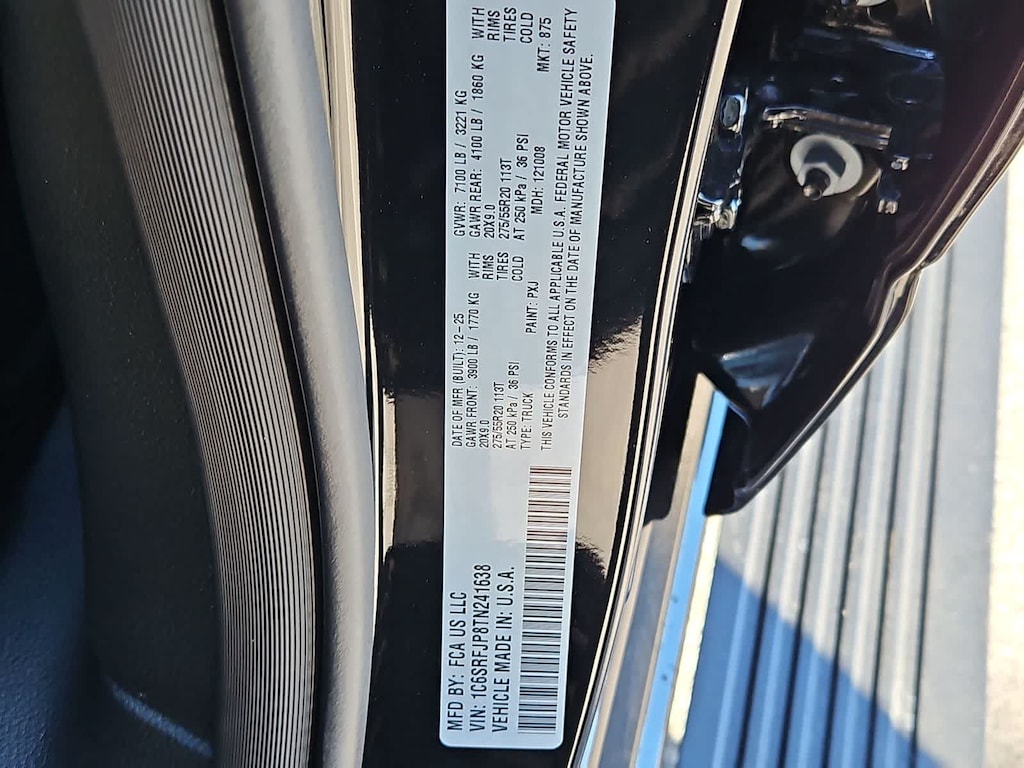 MFD BY: FCA US LLC
VIN: 1C6SRFJP8TN241638
VEHICLE MADE IN: U.S.A.
DATE OF MFR (BUILT): 12-25
GAWR FRONT: 3900 LB / 1770 KG WITH
20X9.0 RIMS
275/55R20 113T TIRES
AT 250 kPa / 36 PSI COLD
TYPE: TRUCK PAINT: PXJ
GVWR: 7100 LB / 3221 KG
GAWR REAR: 4100 LB / 1860 KG WITH
20X9.0 RIMS
275/55R20 113T TIRES
AT 250 kPa / 36 PSI COLD
MDH: 121008 MKT: 875
THIS VEHICLE CONFORMS TO ALL APPLICABLE U.S.A. FEDERAL MOTOR VEHICLE SAFETY
STANDARDS IN EFFECT ON THE DATE OF MANUFACTURE SHOWN ABOVE.